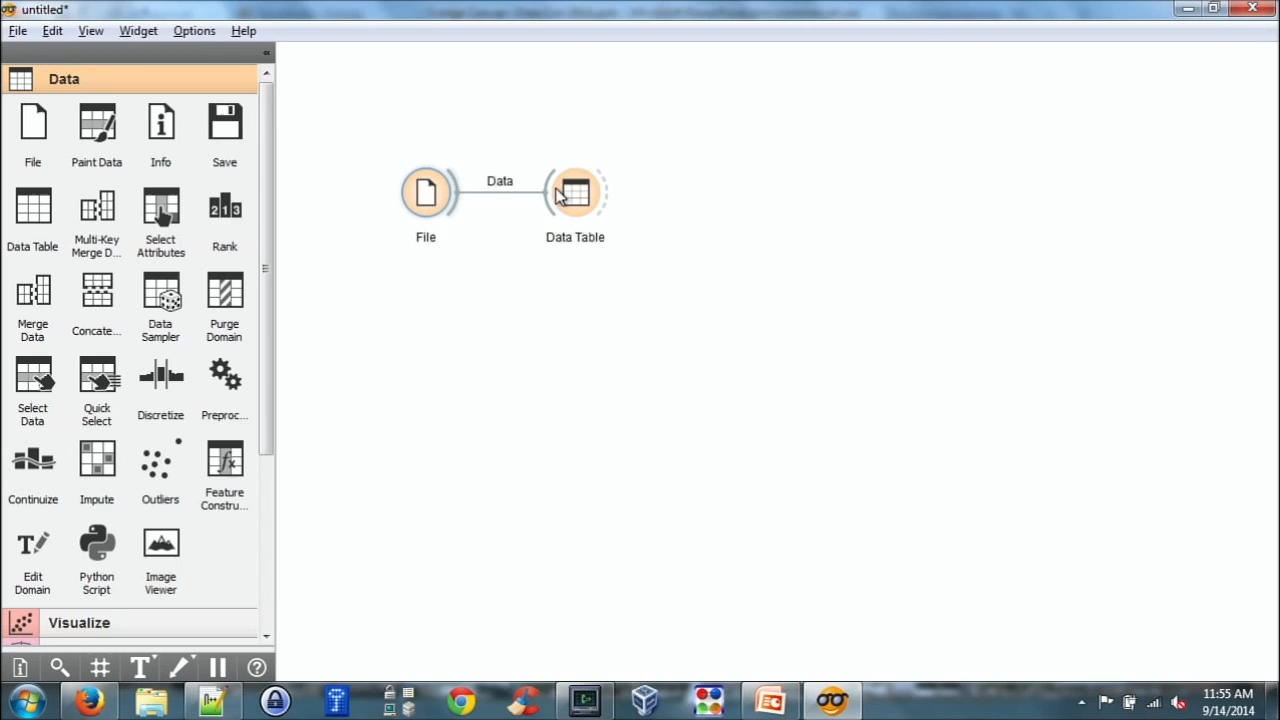 untitled*
File Edit View Widget Options Help
Data
File
Paint Data
Info
Save
Data Table
Multi-Key
Merge D...
Select
Attributes
Rank
Merge
Data
Concate...
Data
Sampler
Purge
Domain
Select
Data
Quick
Select
Discretize
Preproc...
Continuize
Impute
Outliers
Feature
Constru...
Edit
Domain
Python
Script
Image
Viewer
Visualize
Data
File
Data Table
11:55 AM
9/14/2014